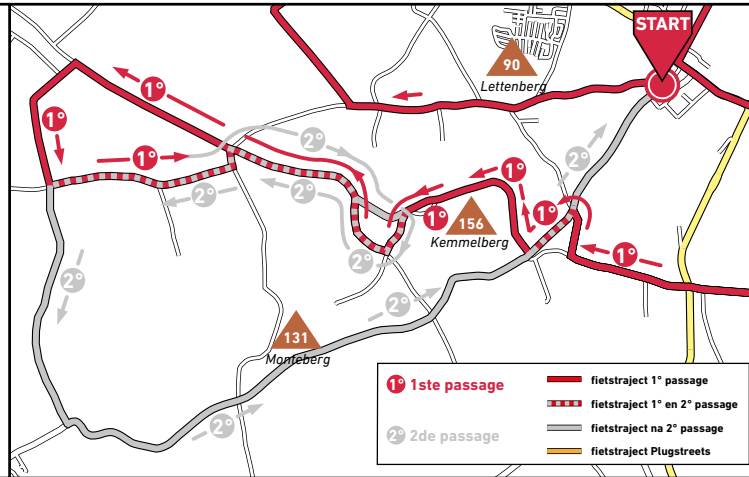 START
90
Lettenberg
1°
2°
1°
2°
1°
1°
2°
2°
2°
1°
1°
156
Kemmelberg
2°
1°
2°
2°
131
Monteberg
2°
1° 1ste passage
2° 2de passage
fietstraject 1° passage
fietstraject 1° en 2° passage
fietstraject na 2° passage
fietstraject Plugstreets